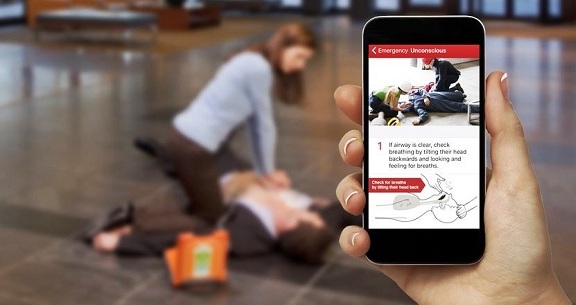 Emergency Unconscious
1 If airway is clear, check
breathing by tilting their head
backwards and looking and
feeling for breaths.
Check for breaths
by tilting their head back